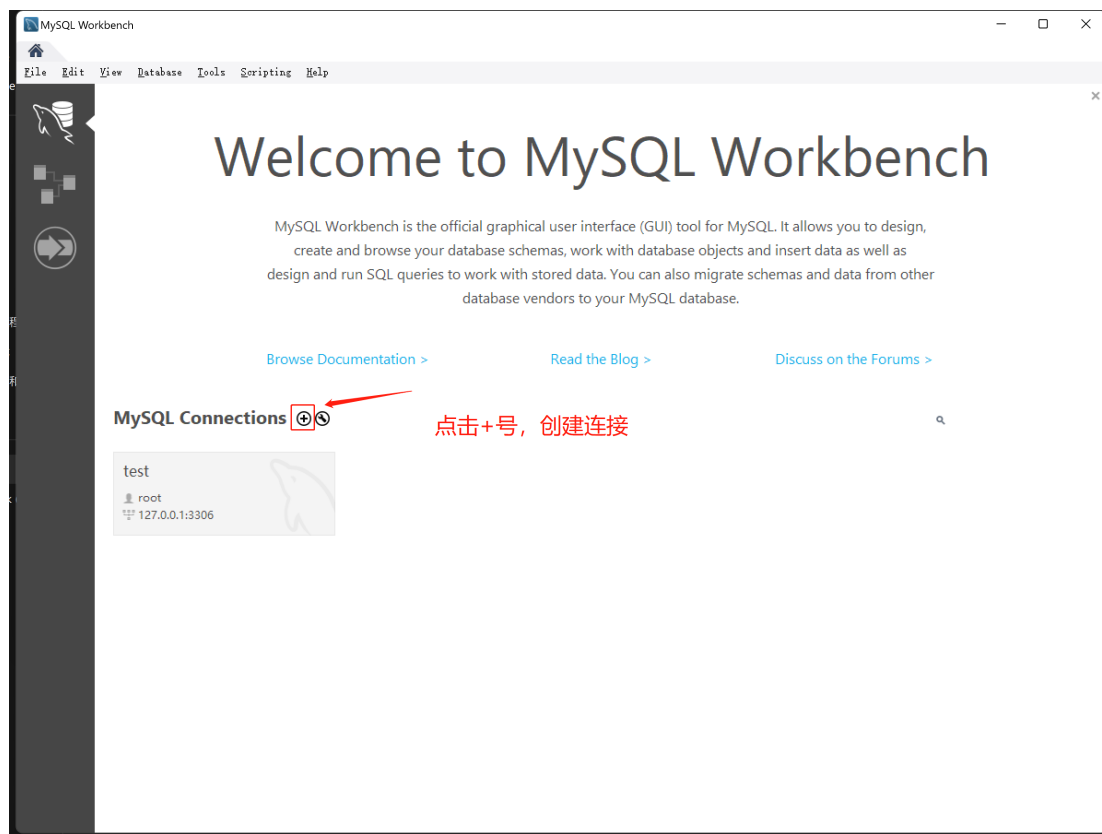 MySQL Workbench
File Edit View Database Tools Scripting Help
Welcome to MySQL Workbench
MySQL Workbench is the official graphical user interface (GUI) tool for MySQL. It allows you to design,
create and browse your database schemas, work with database objects and insert data as well as
design and run SQL queries to work with stored data. You can also migrate schemas and data from other
database vendors to your MySQL database.
Browse Documentation >
Read the Blog >
Discuss on the Forums >
MySQL Connections
点击+号，创建连接
test
root
127.0.0.1:3306